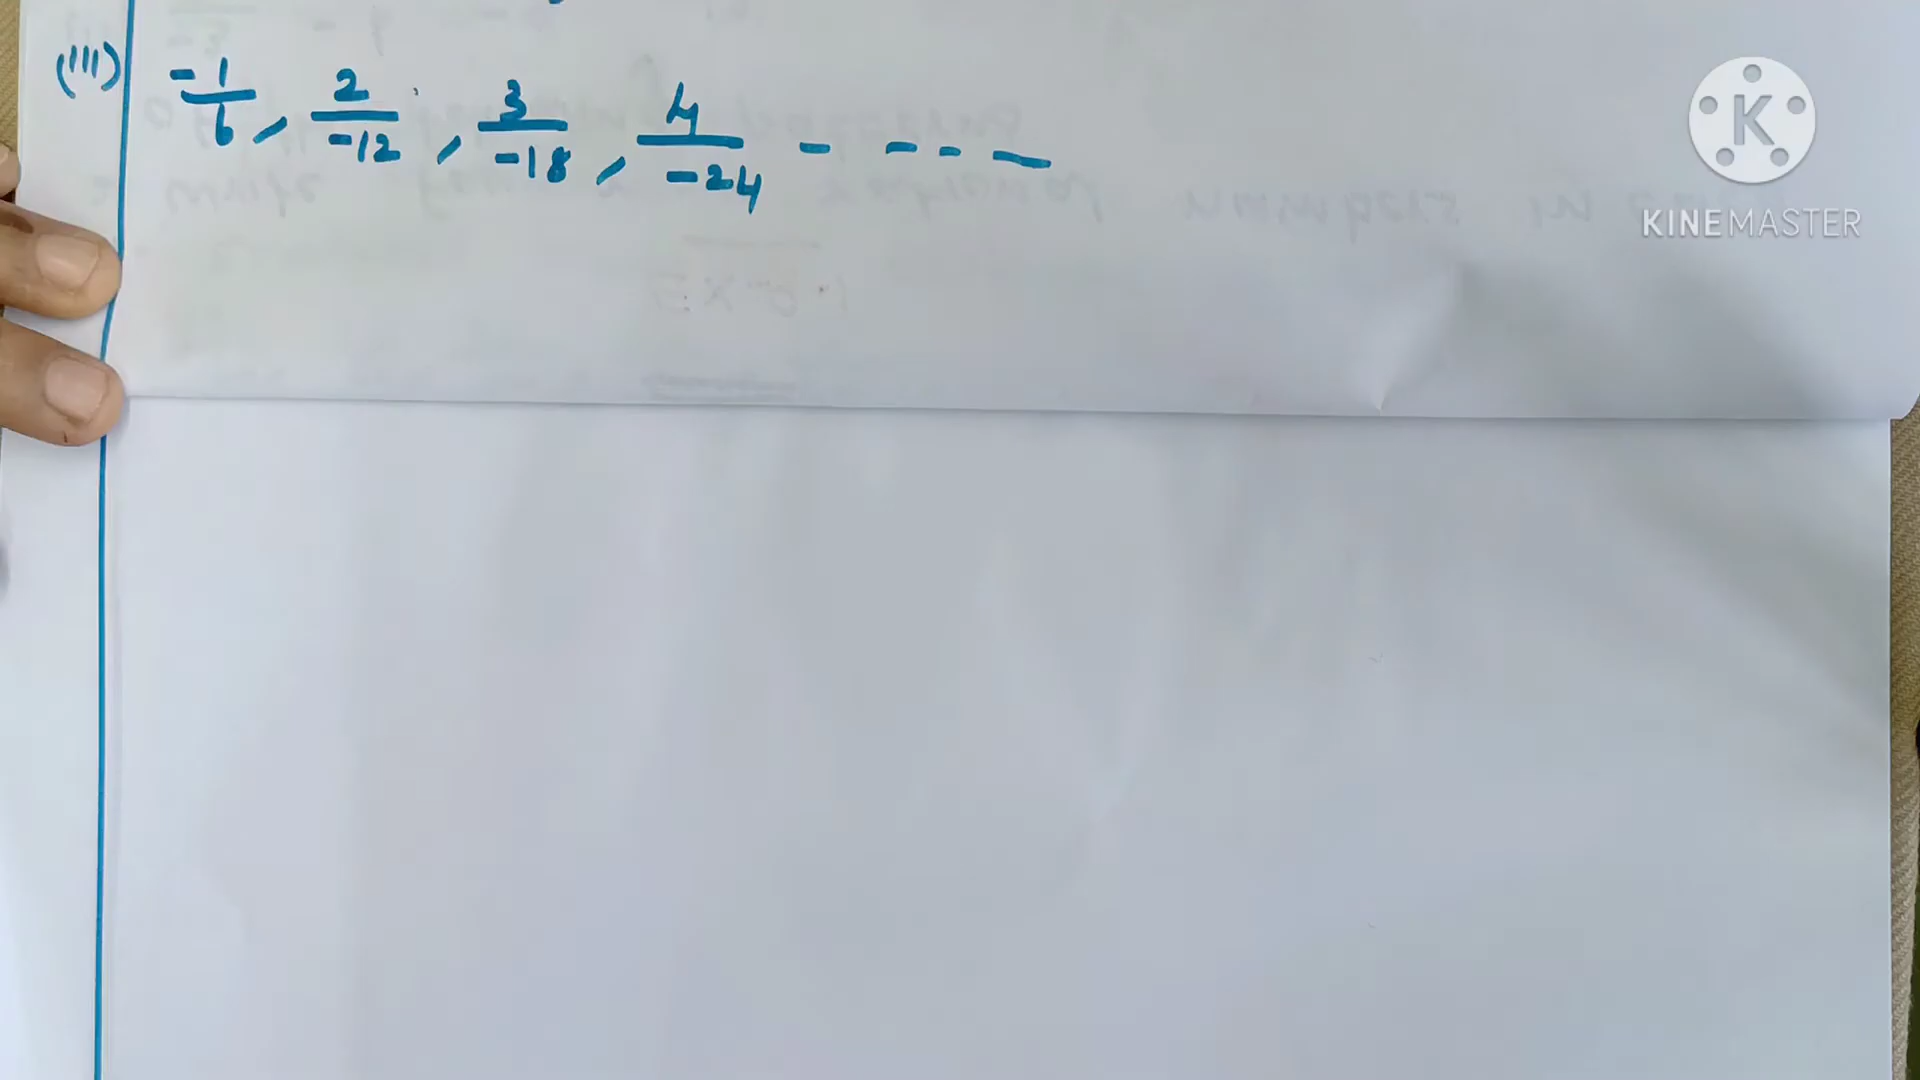 (iii) -1/6, 2/-12, 3/-18, 4/-24 - - - -
KINEMASTER